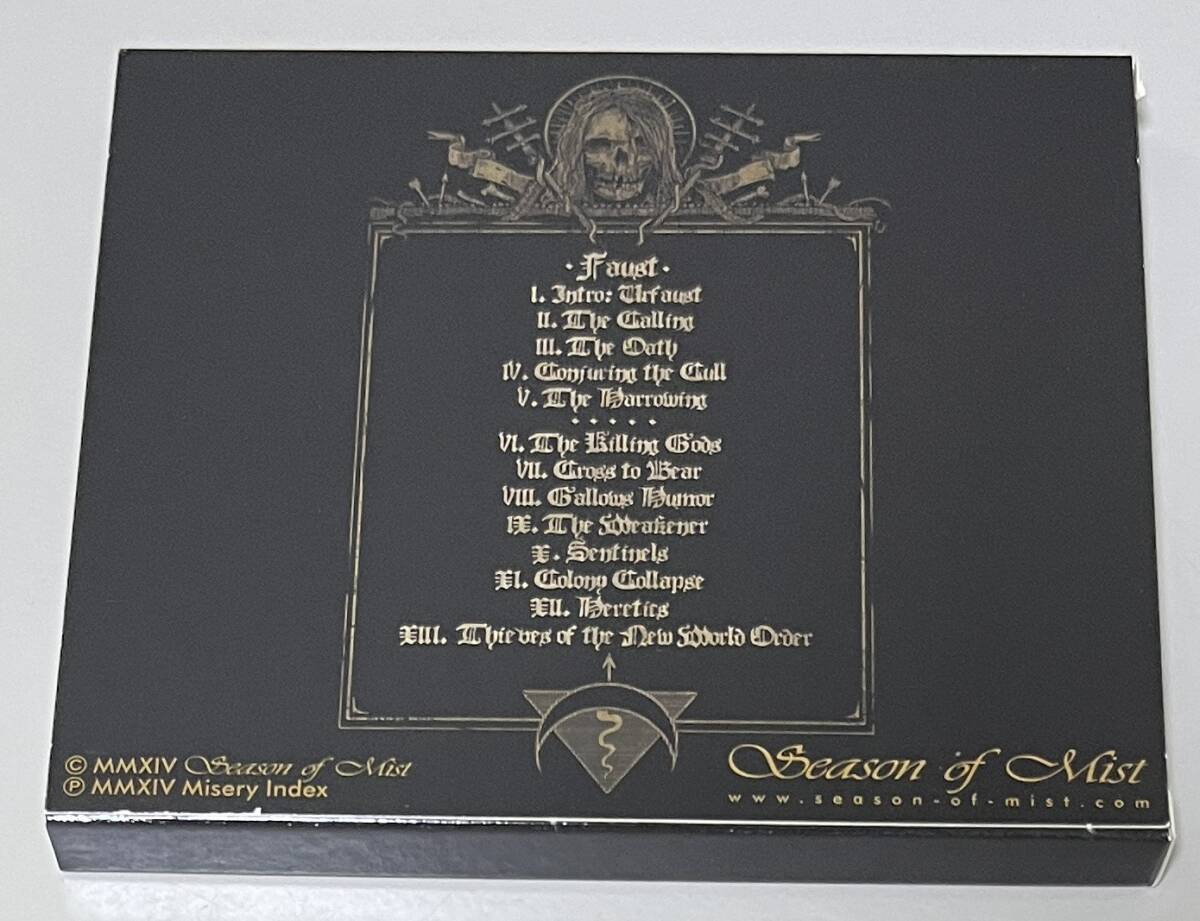 · Faust ·
I. Intro: Urfaust
II. The Calling
III. The Oath
IV. Conjuring the Cull
V. The Harrowing
· · · · ·
VI. The Killing Gods
VII. Cross to Bear
VIII. Gallows Humor
IX. The Weakener
X. Sentinels
XI. Colony Collapse
XII. Heretics
XIII. Thieves of the New World Order
© MMXIV Season of Mist
℗ MMXIV Misery Index
Season of Mist
www.season-of-mist.com